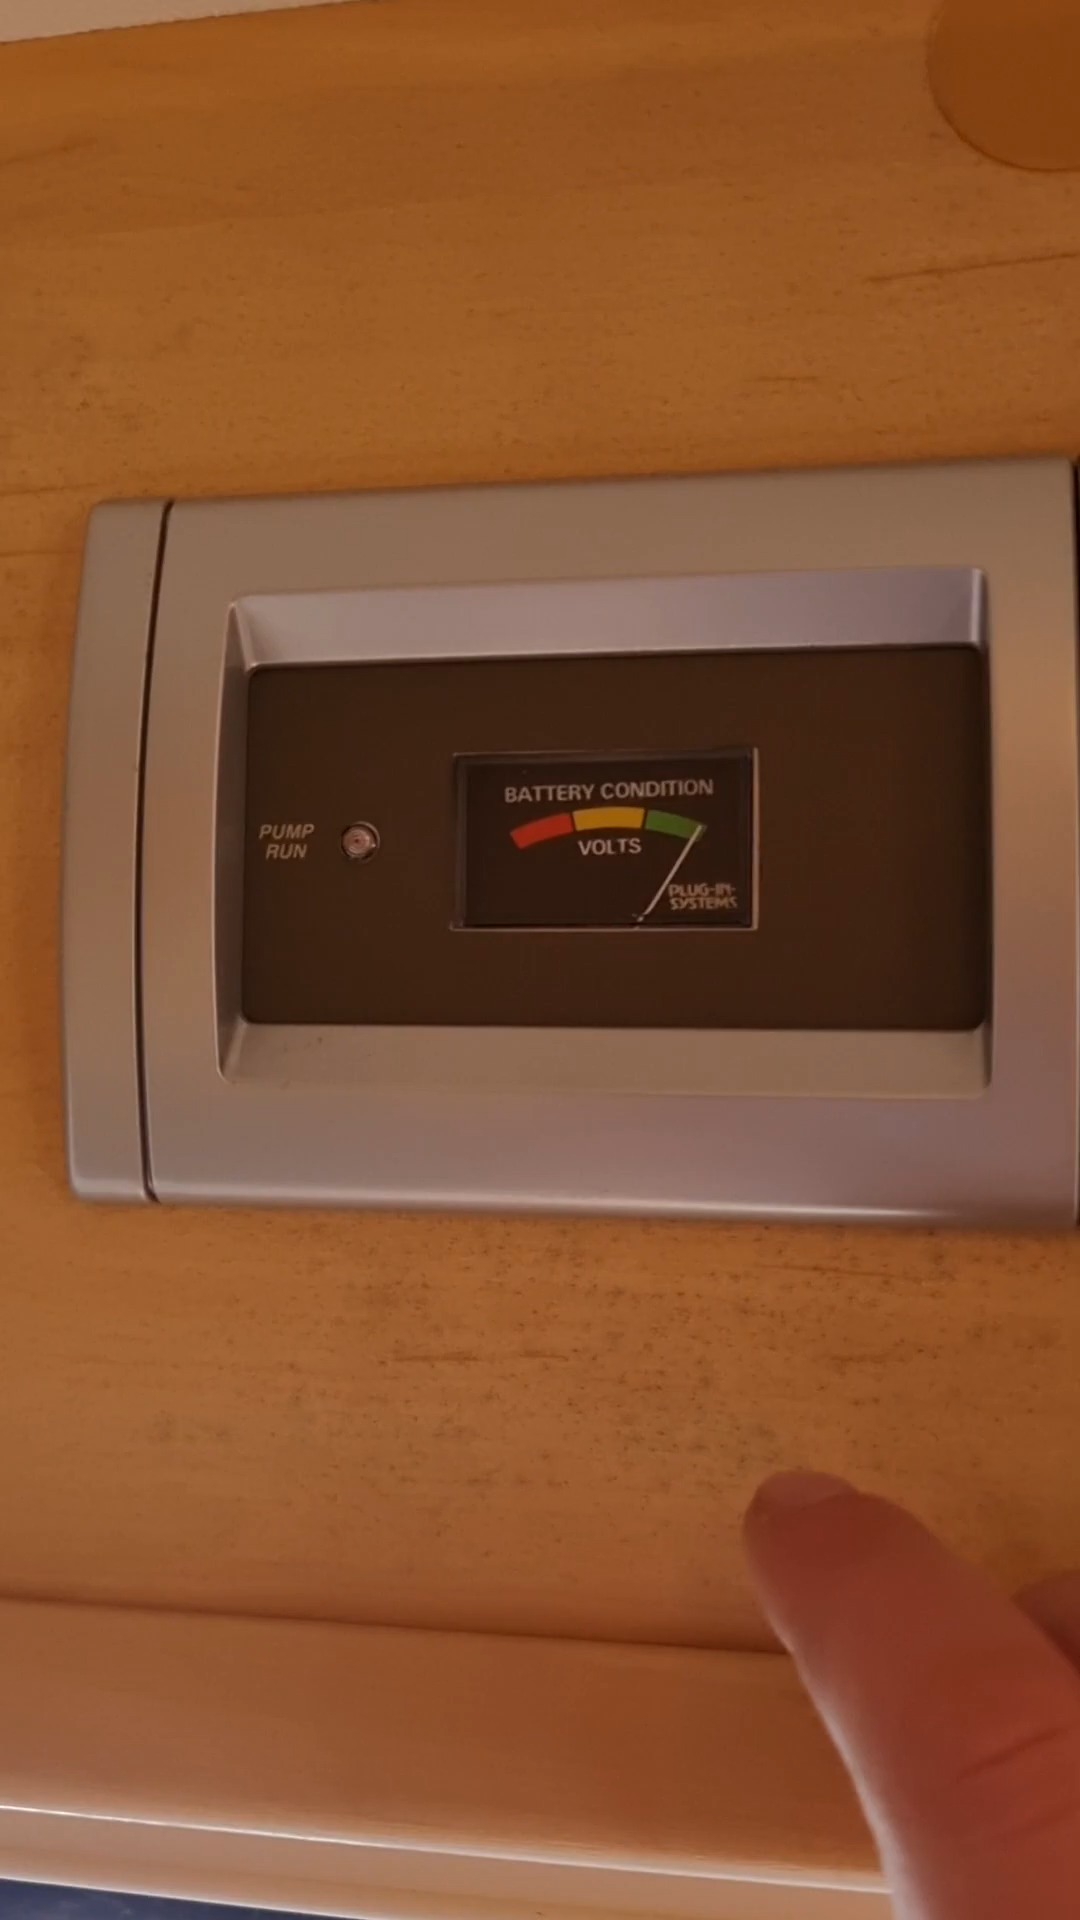 BATTERY CONDITION
VOLTS
PLUG-IN-
SYSTEMS
PUMP
RUN